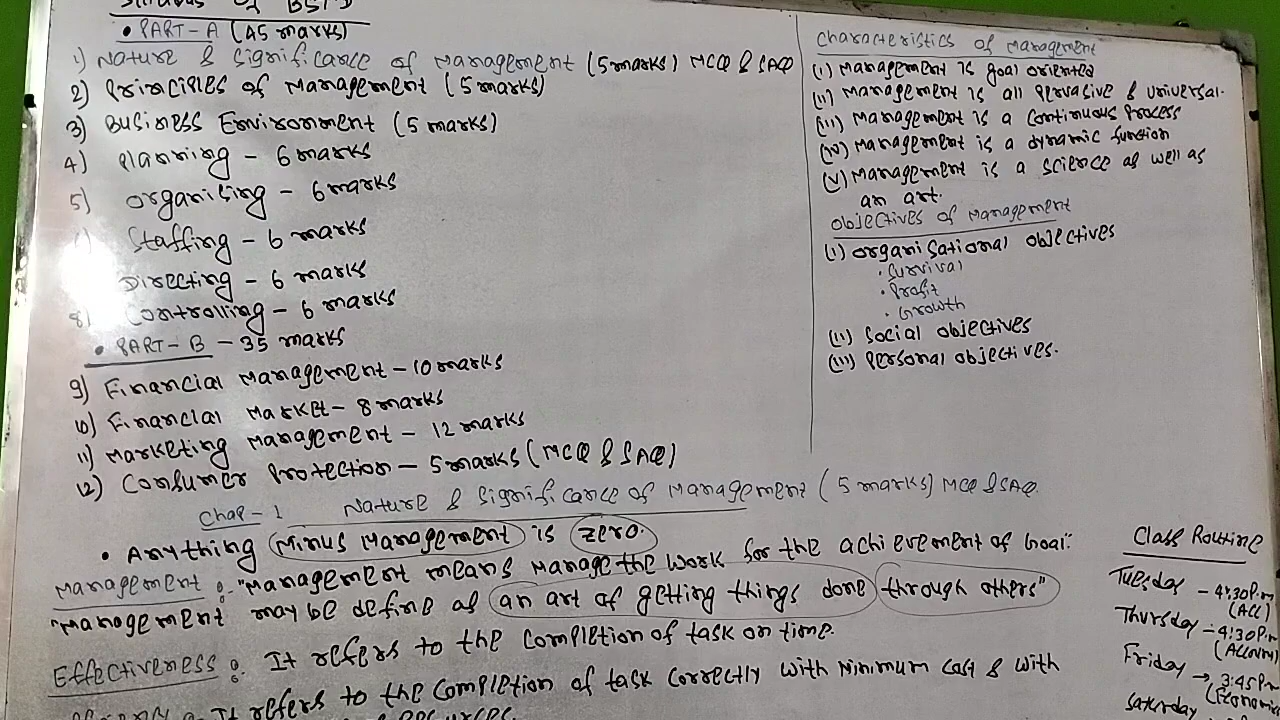 Syllabus of BST
• PART-A (45 marks)
1) Nature & Significance of Management (5 marks) MCQ & SAQ
2) Principles of Management (5 marks)
3) Business Environment (5 marks)
4) Planning - 6 marks
5) Organising - 6 marks
Staffing - 6 marks
Directing - 6 marks
8) Controlling - 6 marks
• PART-B - 35 marks
9) Financial Management - 10 marks
10) Financial Market - 8 marks
11) Marketing Management - 12 marks
12) Consumer Protection - 5 marks (MCQ & SAQ)
Characteristics of Management
(i) Management is goal oriented
(ii) Management is all pervasive & universal.
(iii) Management is a continuous process
(iv) Management is a dynamic function
(v) Management is a science as well as
an art.
Objectives of Management
(i) Organisational objectives
• Survival
• Profit
• Growth
(ii) Social objectives
(iii) Personal objectives.
Chap-1 Nature & Significance of Management (5 marks) MCQ & SAQ.
• Anything Minus Management is zero.
Management :- "Management means manage the work for the achievement of Goal".
"Management may be define as an art of getting things done through others"
Effectiveness :- It refers to the completion of task on time.
It refers to the completion of task correctly with minimum cost & with
Class Routine
Tuesday - 4:30 P.m
(ACC)
Thursday - 4:30 P.m
Friday → 3:45 Pm
Saturday